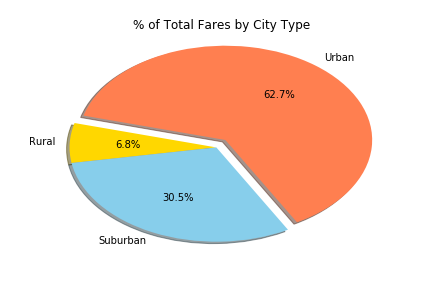 % of Total Fares by City Type
Urban
62.7%
Rural
6.8%
30.5%
Suburban